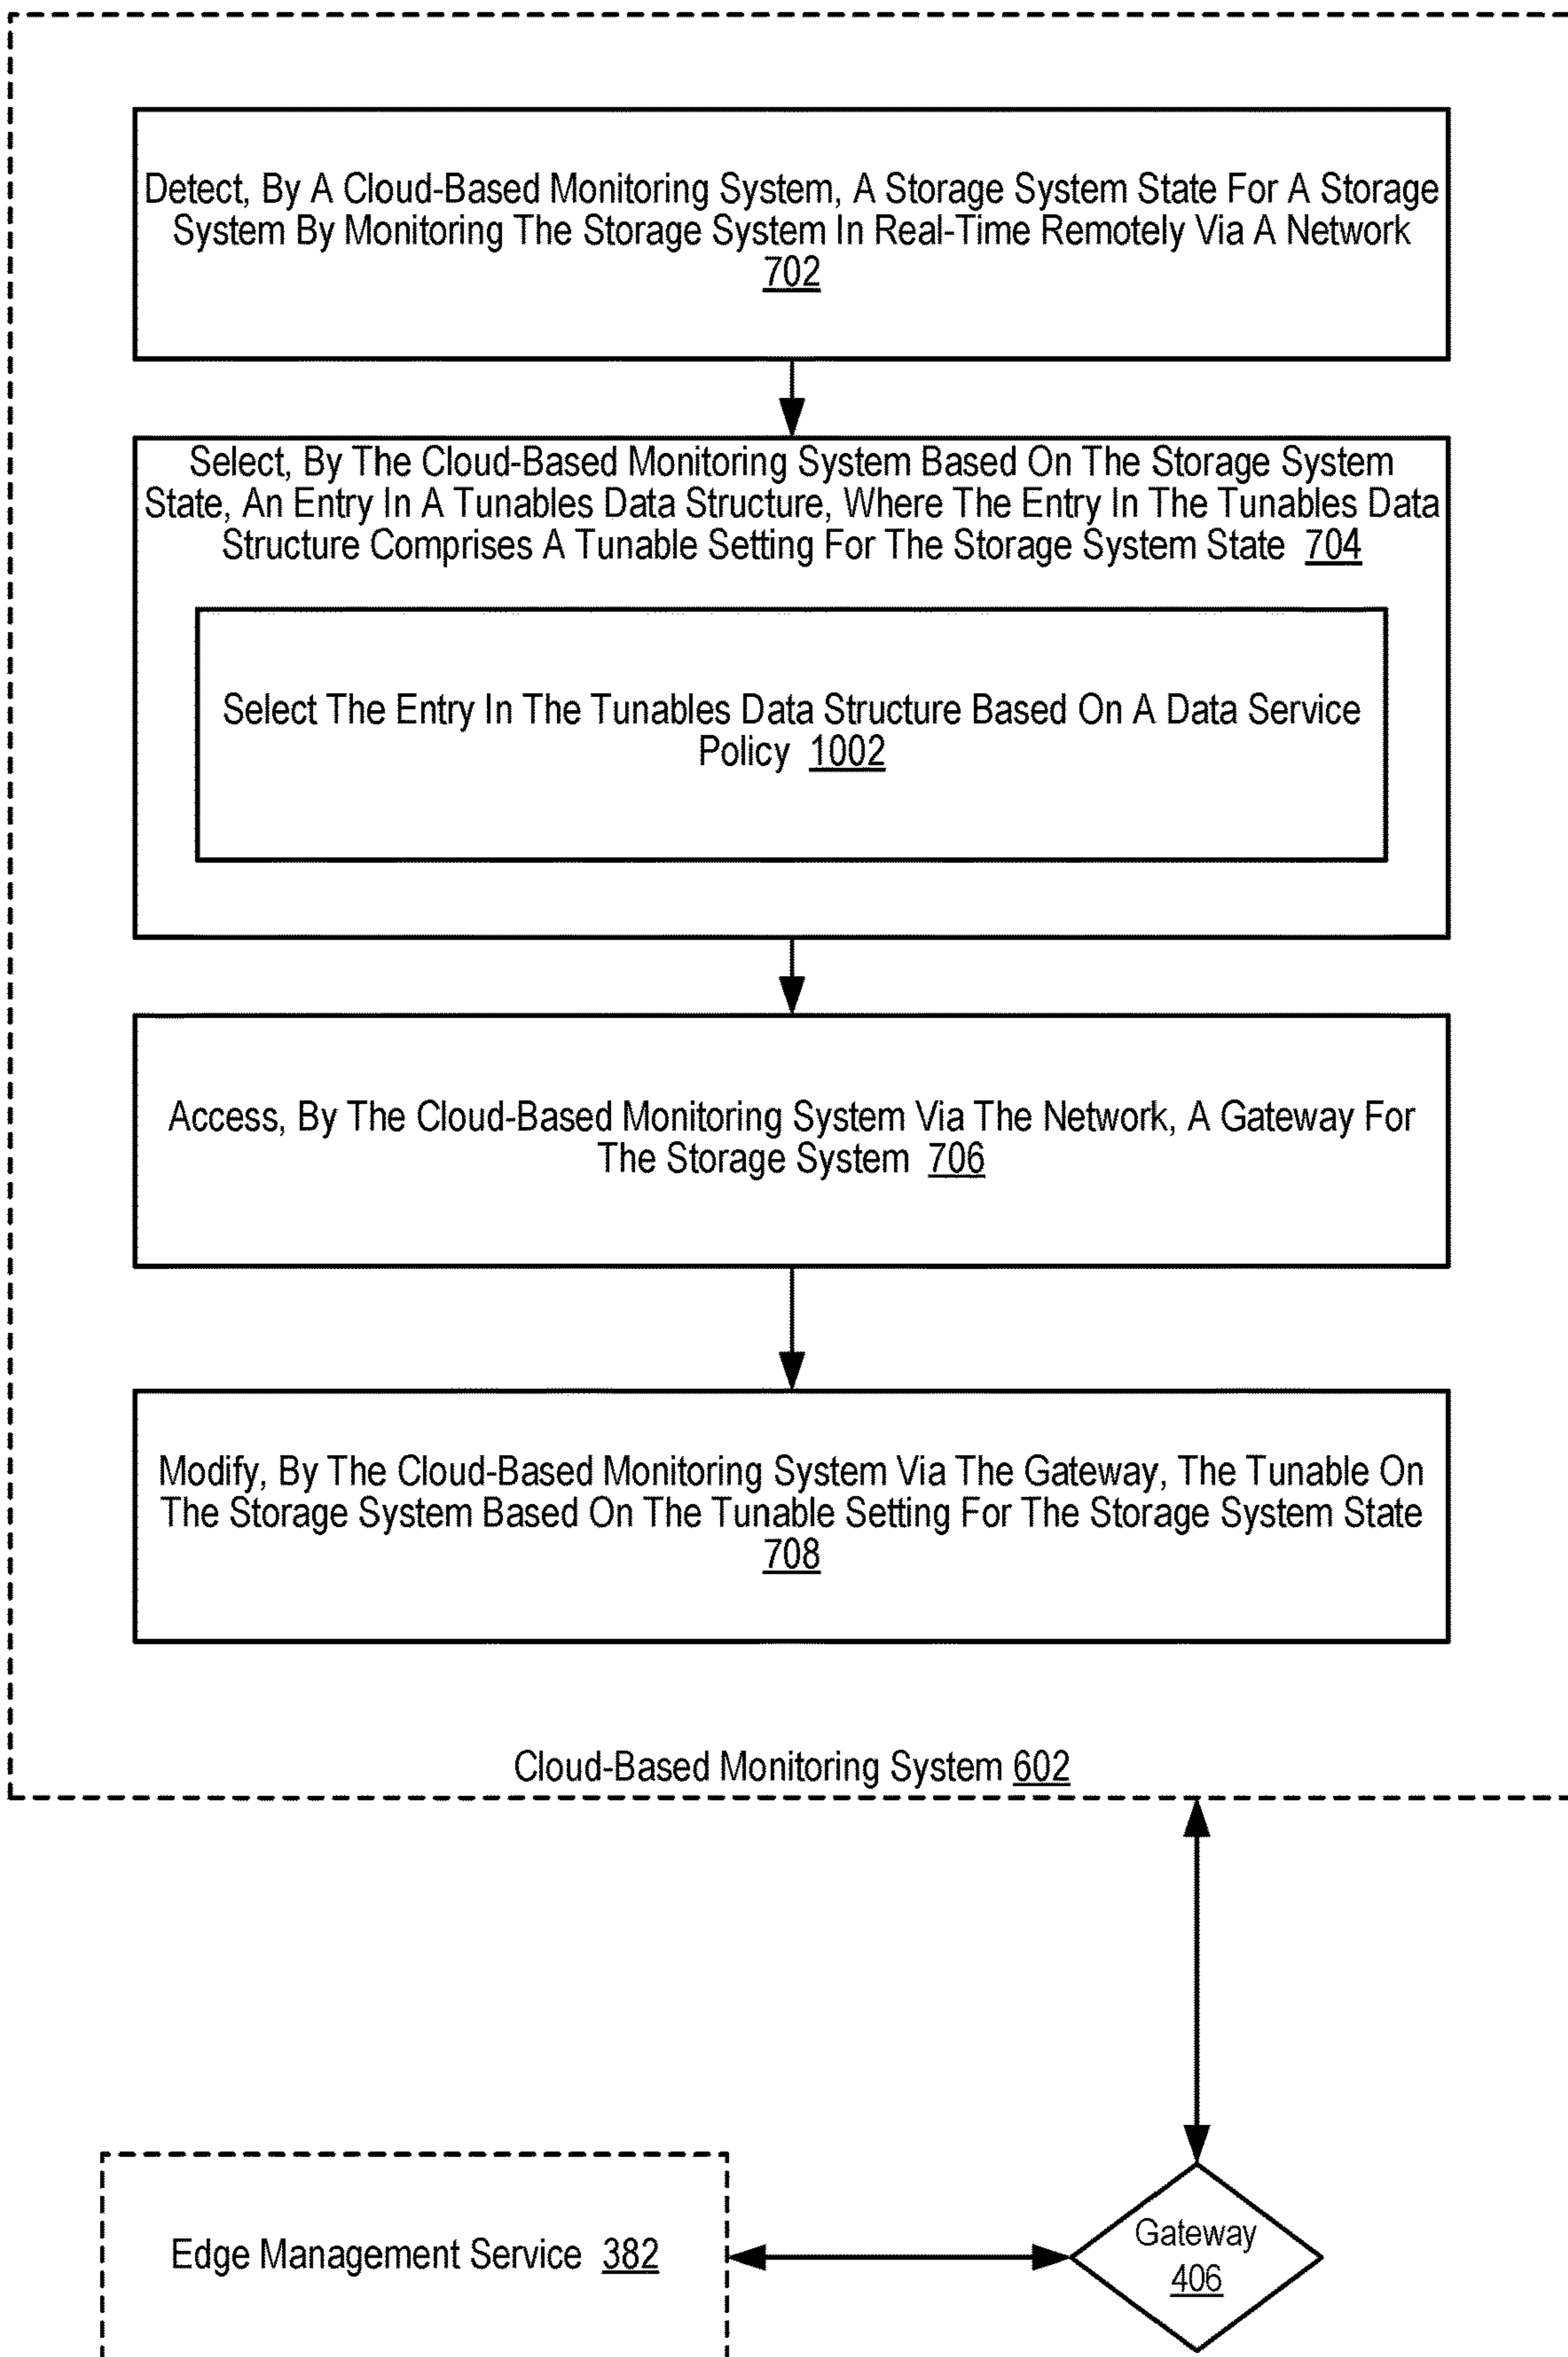 Detect, By A Cloud-Based Monitoring System, A Storage System State For A Storage
System By Monitoring The Storage System In Real-Time Remotely Via A Network
702
Select, By The Cloud-Based Monitoring System Based On The Storage System
State, An Entry In A Tunables Data Structure, Where The Entry In The Tunables Data
Structure Comprises A Tunable Setting For The Storage System State 704
Select The Entry In The Tunables Data Structure Based On A Data Service
Policy 1002
Access, By The Cloud-Based Monitoring System Via The Network, A Gateway For
The Storage System 706
Modify, By The Cloud-Based Monitoring System Via The Gateway, The Tunable On
The Storage System Based On The Tunable Setting For The Storage System State
708
Cloud-Based Monitoring System 602
Edge Management Service 382
Gateway
406